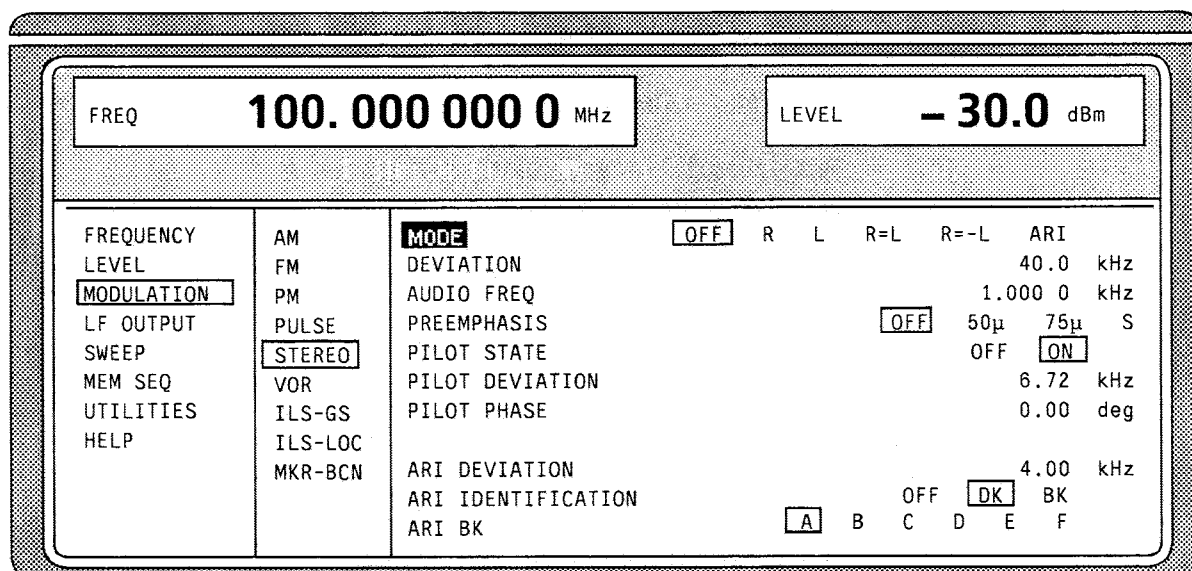 FREQ 100. 000 000 0 MHz
LEVEL – 30.0 dBm
FREQUENCY
LEVEL
MODULATION
LF OUTPUT
SWEEP
MEM SEQ
UTILITIES
HELP
AM
FM
PM
PULSE
STEREO
VOR
ILS-GS
ILS-LOC
MKR-BCN
MODE OFF R L R=L R=-L ARI
DEVIATION 40.0 kHz
AUDIO FREQ 1.000 0 kHz
PREEMPHASIS OFF 50µ 75µ S
PILOT STATE OFF ON
PILOT DEVIATION 6.72 kHz
PILOT PHASE 0.00 deg
ARI DEVIATION 4.00 kHz
ARI IDENTIFICATION OFF DK BK
ARI BK A B C D E F